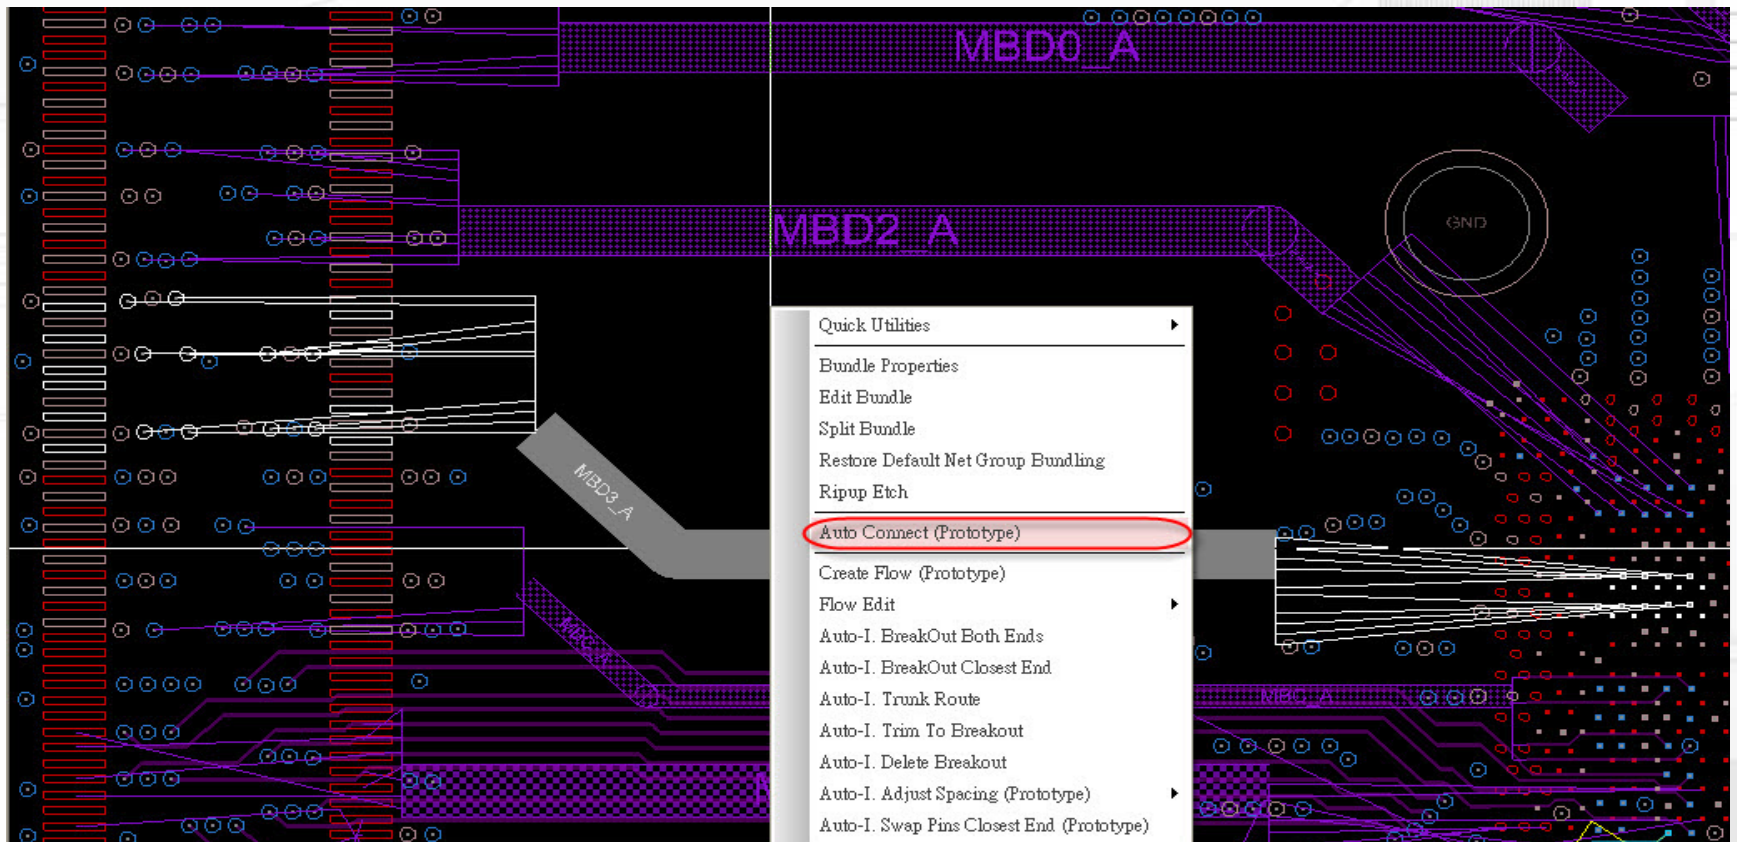 MBD0_A
MBD2_A
GND
Quick Utilities
Bundle Properties
Edit Bundle
Split Bundle
Restore Default Net Group Bundling
Ripup Etch
MBD3_A
Auto Connect (Prototype)
Create Flow (Prototype)
Flow Edit
Auto-I. BreakOut Both Ends
Auto-I. BreakOut Closest End
Auto-I. Trunk Route
Auto-I. Trim To Breakout
Auto-I. Delete Breakout
Auto-I. Adjust Spacing (Prototype)
Auto-I. Swap Pins Closest End (Prototype)